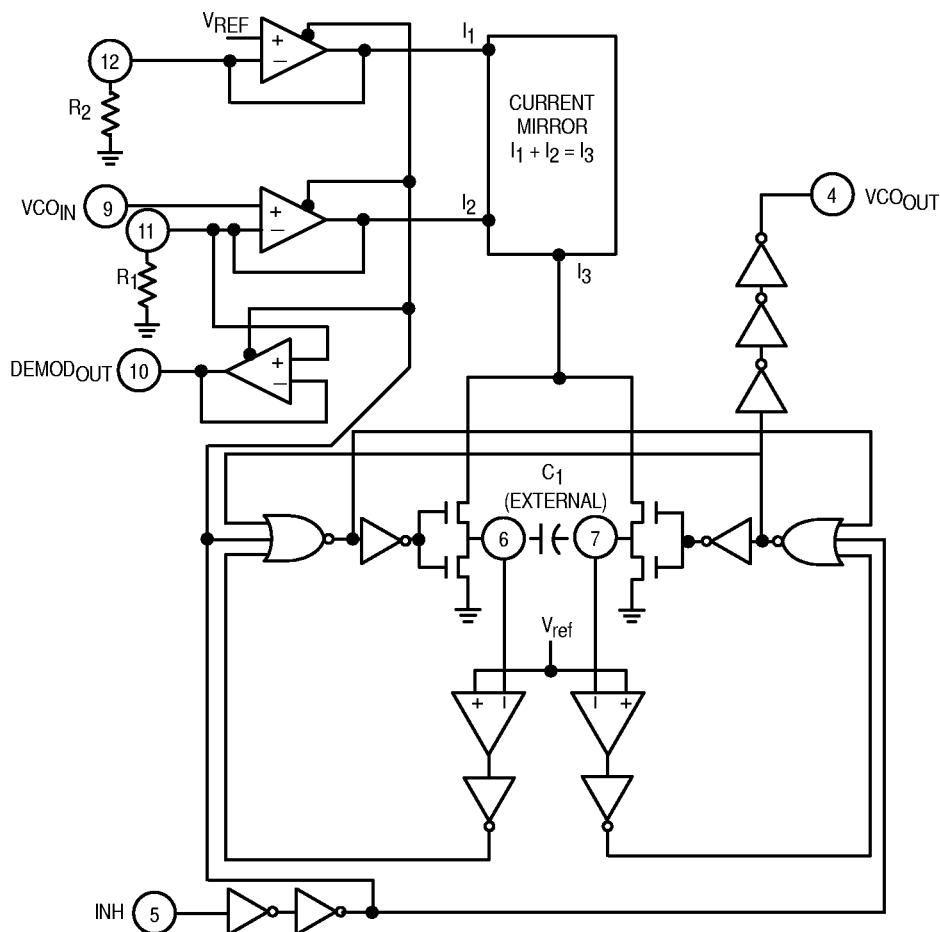 VREF
I1
+
−
12
R2
CURRENT
MIRROR
I1 + I2 = I3
VCOIN
9
+
−
I2
4
VCOOUT
11
R1
I3
DEMODOUT
10
+
−
C1
(EXTERNAL)
6
7
Vref
+
−
−
+
INH
5